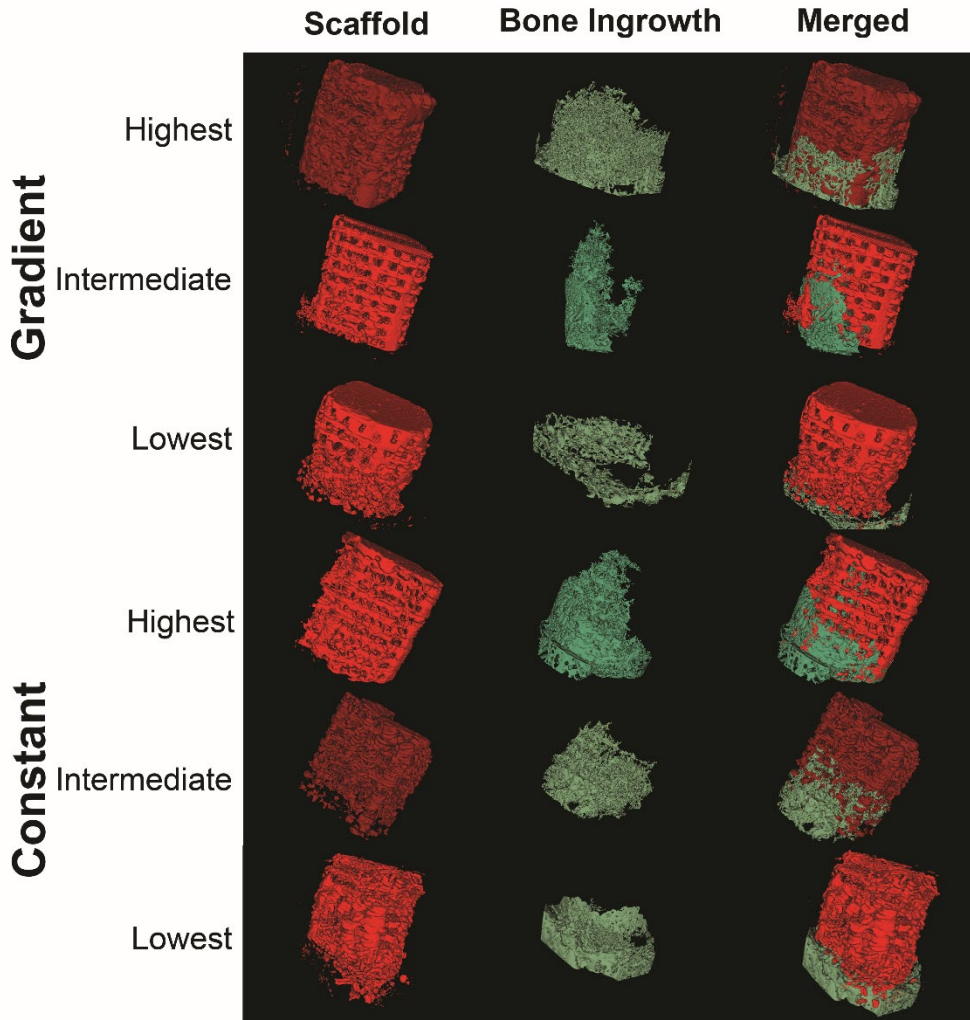 Scaffold Bone Ingrowth Merged
Gradient
Highest
Intermediate
Lowest
Constant
Highest
Intermediate
Lowest